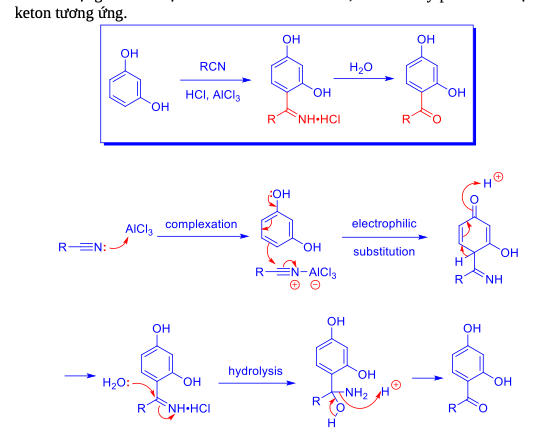 keton tương ứng.
OH
OH
RCN
HCl, AlCl₃
OH
OH
R
NH•HCl
H₂O
OH
OH
R
O
R
N:
AlCl₃
complexation
:OH
OH
R
N
AlCl₃
⊕
⊖
electrophilic
substitution
H⊕
O
H
OH
R
NH
H₂O:
OH
OH
R
NH•HCl
hydrolysis
OH
OH
R
NH₂
O
H
H⊕
OH
OH
R
O